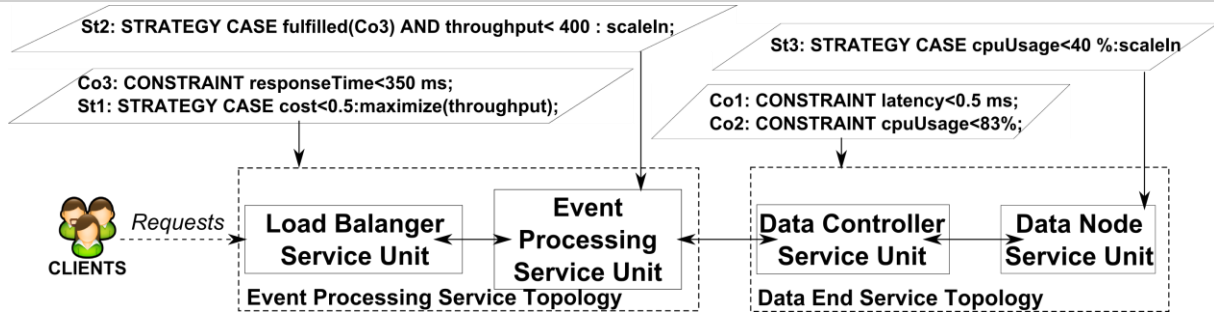 St2: STRATEGY CASE fulfilled(Co3) AND throughput< 400 : scaleIn;
St3: STRATEGY CASE cpuUsage<40 %:scaleIn
Co3: CONSTRAINT responseTime<350 ms;
St1: STRATEGY CASE cost<0.5:maximize(throughput);
Co1: CONSTRAINT latency<0.5 ms;
Co2: CONSTRAINT cpuUsage<83%;
CLIENTS
Requests
Load Balanger
Service Unit
Event
Processing
Service Unit
Event Processing Service Topology
Data Controller
Service Unit
Data Node
Service Unit
Data End Service Topology